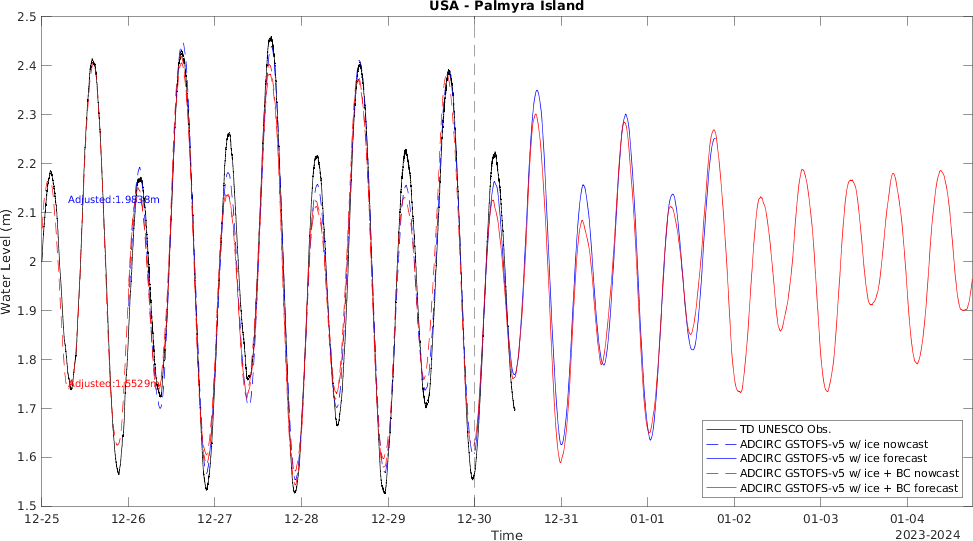 USA - Palmyra Island
2.5
2.4
2.3
2.2
2.1
2
1.9
1.8
1.7
1.6
1.5
Water Level (m)
Adjusted:1.9838m
Adjusted:1.5529m
TD UNESCO Obs.
ADCIRC GSTOFS-v5 w/ ice nowcast
ADCIRC GSTOFS-v5 w/ ice forecast
ADCIRC GSTOFS-v5 w/ ice + BC nowcast
ADCIRC GSTOFS-v5 w/ ice + BC forecast
12-25 12-26 12-27 12-28 12-29 12-30 12-31 01-01 01-02 01-03 01-04
Time
2023-2024